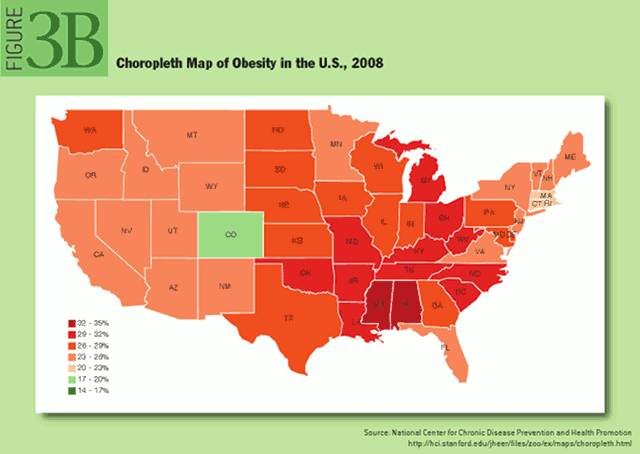 FIGURE
3B
Choropleth Map of Obesity in the U.S., 2008
WA
MT
ND
MN
ME
OR
ID
SD
WI
VT
NH
WY
NY
MA
CT RI
NE
IA
PA
NV
UT
CO
IL
IN
OH
NJ
MD DE
CA
KS
MO
KY
WV
VA
AZ
NM
OK
AR
TN
NC
SC
TX
LA
GA
FL
32 - 35%
29 - 32%
26 - 29%
23 - 26%
20 - 23%
17 - 20%
14 - 17%
Source: National Center for Chronic Disease Prevention and Health Promotion
http://hci.stanford.edu/jheer/files/zoo/ex/maps/choropleth.html